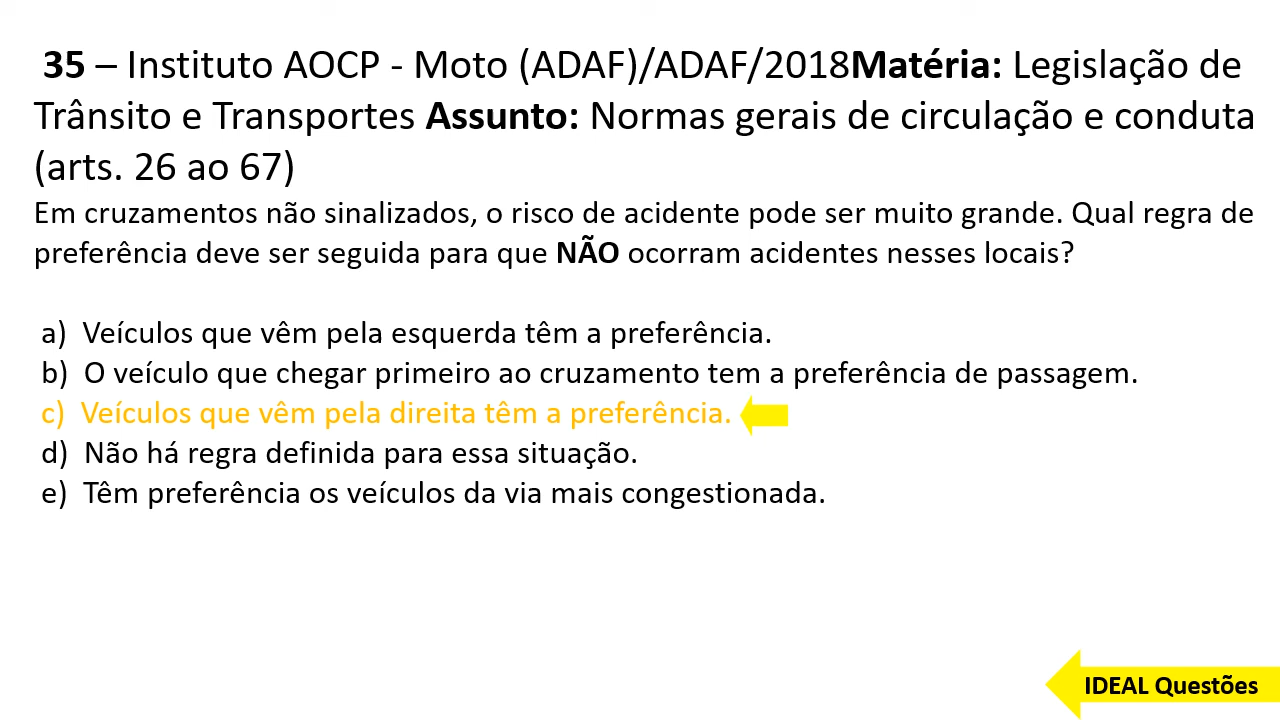 35 – Instituto AOCP - Moto (ADAF)/ADAF/2018Matéria: Legislação de
Trânsito e Transportes Assunto: Normas gerais de circulação e conduta
(arts. 26 ao 67)
Em cruzamentos não sinalizados, o risco de acidente pode ser muito grande. Qual regra de
preferência deve ser seguida para que NÃO ocorram acidentes nesses locais?
a) Veículos que vêm pela esquerda têm a preferência.
b) O veículo que chegar primeiro ao cruzamento tem a preferência de passagem.
c) Veículos que vêm pela direita têm a preferência.
d) Não há regra definida para essa situação.
e) Têm preferência os veículos da via mais congestionada.
IDEAL Questões